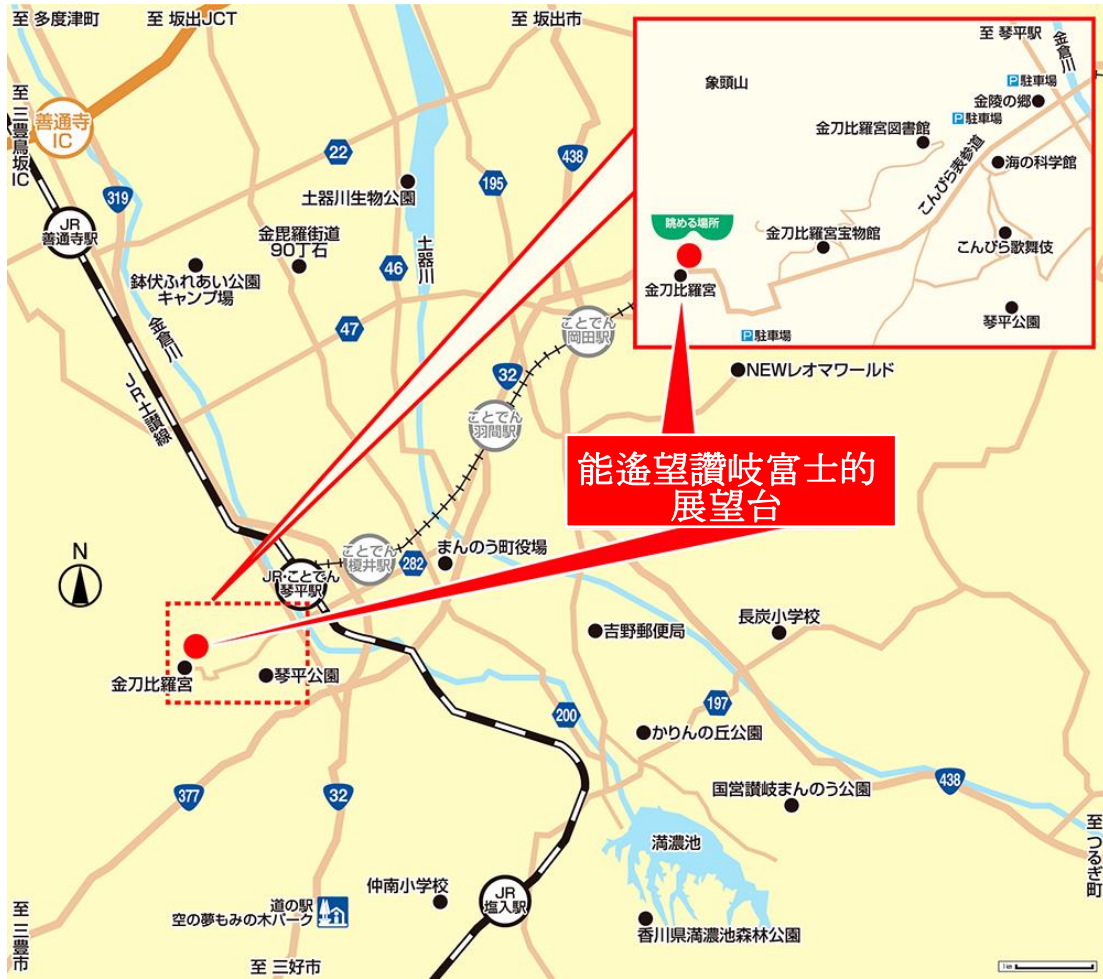 至 多度津町
至 坂出JCT
至 坂出市
至 三豊鳥坂IC
善通寺
IC
319
22
438
195
土器川生物公園
JR
善通寺駅
金毘羅街道
90丁石
鉢伏ふれあい公園
キャンプ場
46
土器川
金倉川
47
JR土讃線
ことでん
岡田駅
32
ことでん
羽間駅
NEWレオマワールド
至 琴平駅
金倉川
象頭山
P駐車場
金陵の郷
P駐車場
金刀比羅宮図書館
こんぴら表参道
海の科学館
眺める場所
金刀比羅宮宝物館
こんぴら歌舞伎
金刀比羅宮
琴平公園
P駐車場
能遙望讚岐富士的
展望台
N
ことでん
榎井駅
282
まんのう町役場
JR・ことでん
琴平駅
金刀比羅宮
琴平公園
吉野郵便局
長炭小学校
200
197
かりんの丘公園
377
32
国営讃岐まんのう公園
438
満濃池
至 つるぎ町
仲南小学校
道の駅
空の夢もみの木パーク
JR
塩入駅
香川県満濃池森林公園
至 三豊市
至 三好市